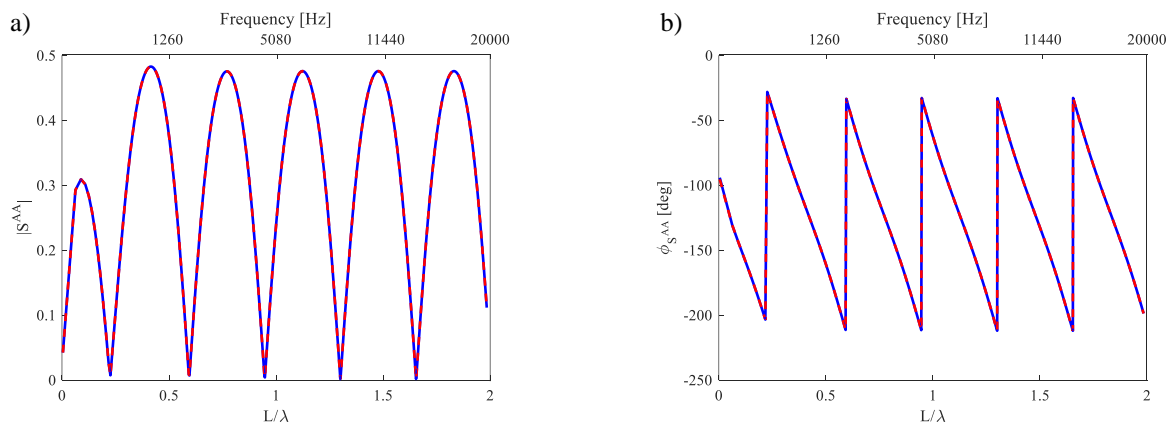 a)
Frequency [Hz]
1260 5080 11440 20000
0.5
0.4
0.3
0.2
0.1
0
|S^AA|
0 0.5 1 1.5 2
L/λ
b)
Frequency [Hz]
1260 5080 11440 20000
0
-50
-100
-150
-200
-250
ϕ_S^AA [deg]
0 0.5 1 1.5 2
L/λ